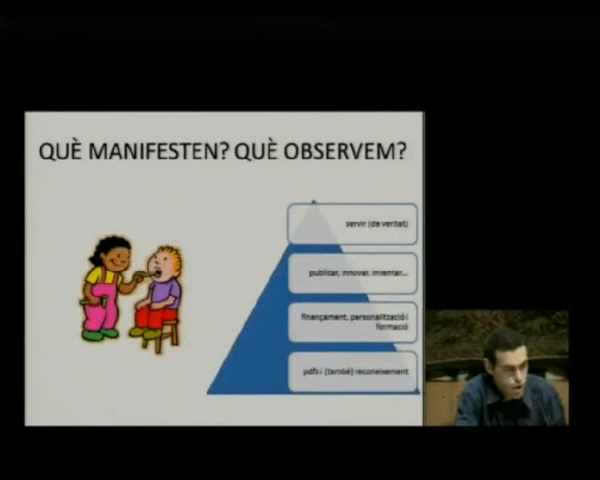 QUÈ MANIFESTEN? QUÈ OBSERVEM?
servir (de veritat)
publicar, innovar, inventar...
finançament, personalització i
formació
pdfs i (també) reconeixement